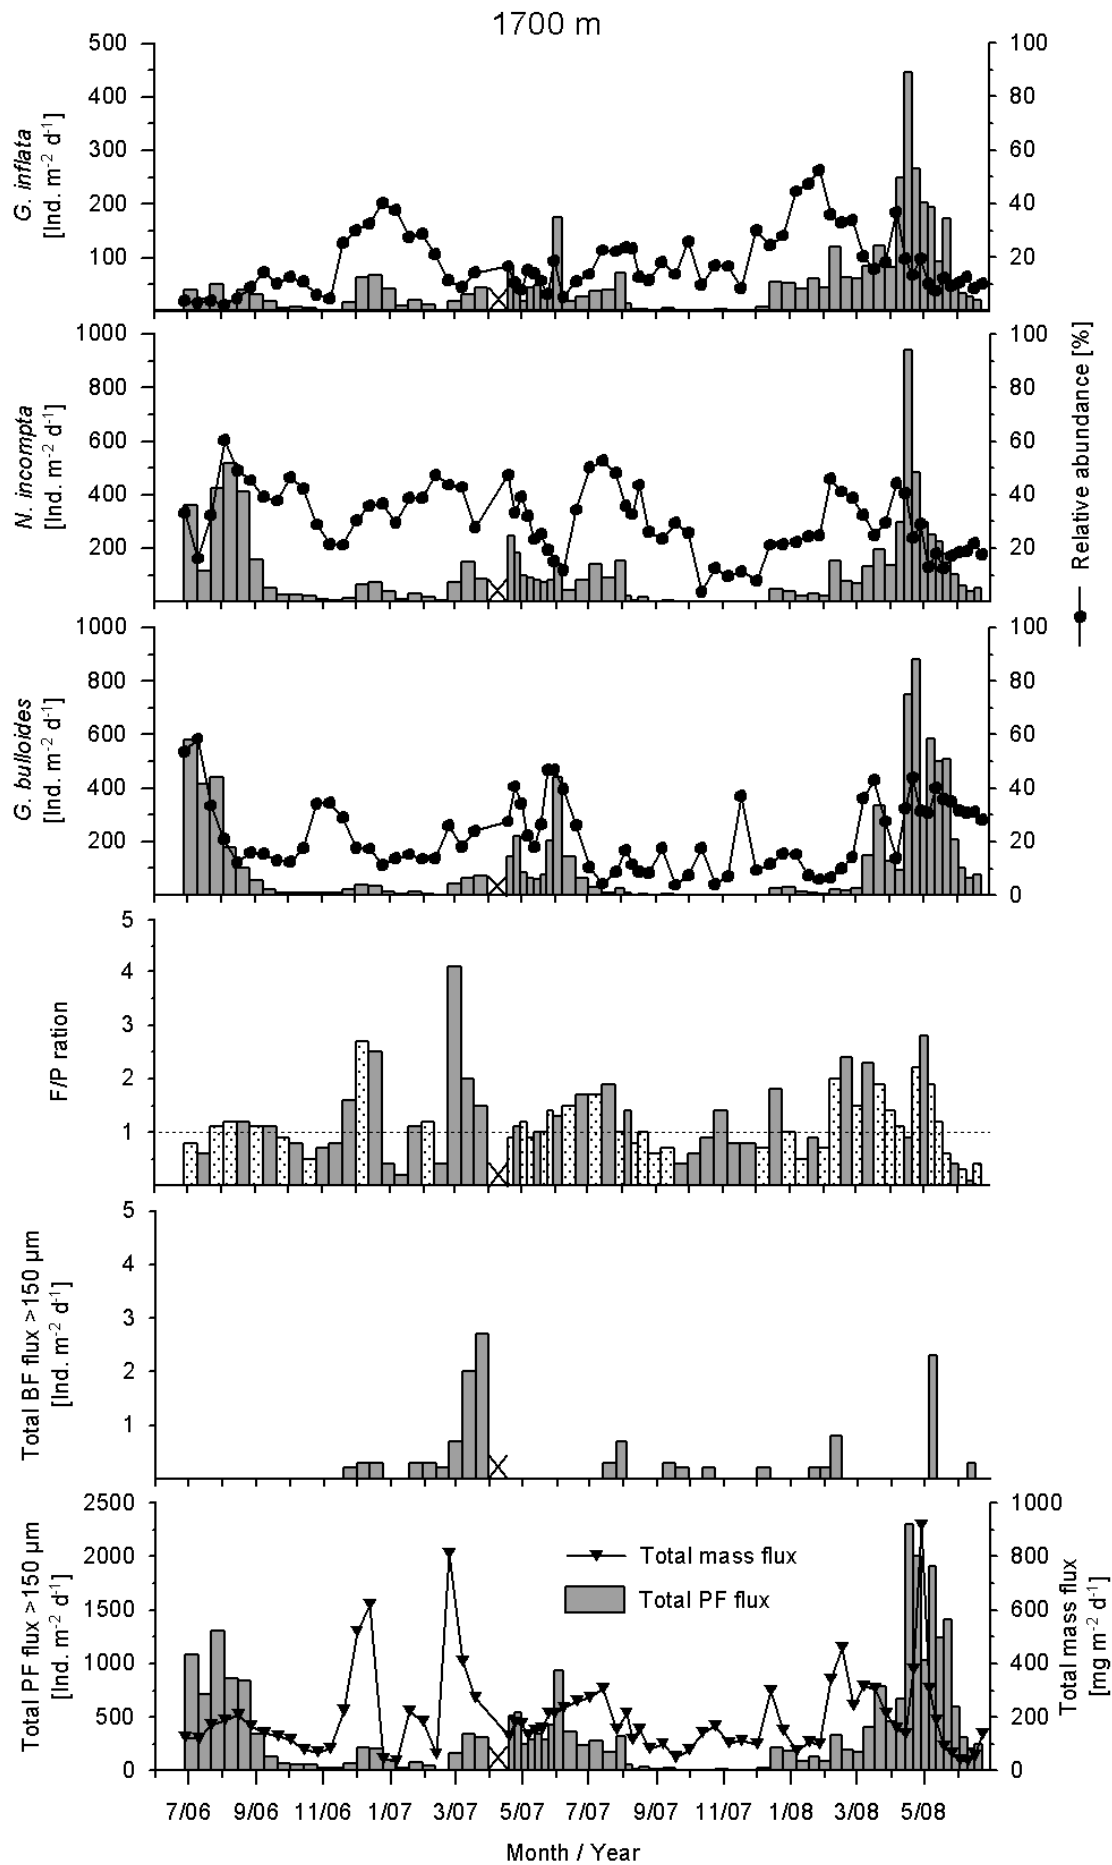 1700 m
G. inflata
[Ind. m-2 d-1]
500
400
300
200
100
100
80
60
40
20
0
N. incompta
[Ind. m-2 d-1]
1000
800
600
400
200
100
80
60
40
20
0
Relative abundance [%]
G. bulloides
[Ind. m-2 d-1]
1000
800
600
400
200
100
80
60
40
20
0
F/P ration
5
4
3
2
1
Total BF flux >150 µm
[Ind. m-2 d-1]
5
4
3
2
1
Total PF flux >150 µm
[Ind. m-2 d-1]
2500
2000
1500
1000
500
0
Total mass flux
Total PF flux
1000
800
600
400
200
0
Total mass flux
[mg m-2 d-1]
7/06 9/06 11/06 1/07 3/07 5/07 7/07 9/07 11/07 1/08 3/08 5/08
Month / Year